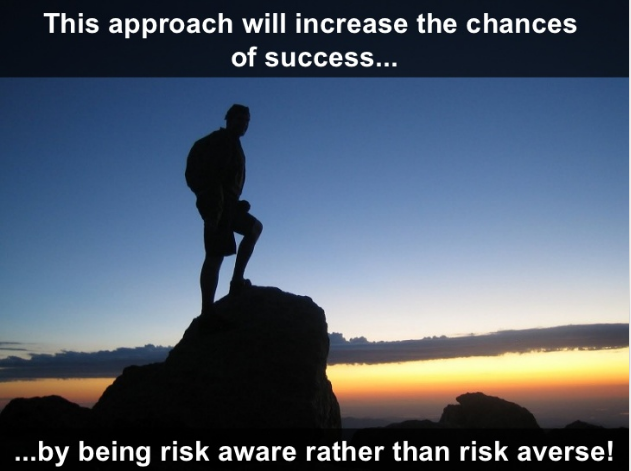 This approach will increase the chances
of success...
...by being risk aware rather than risk averse!